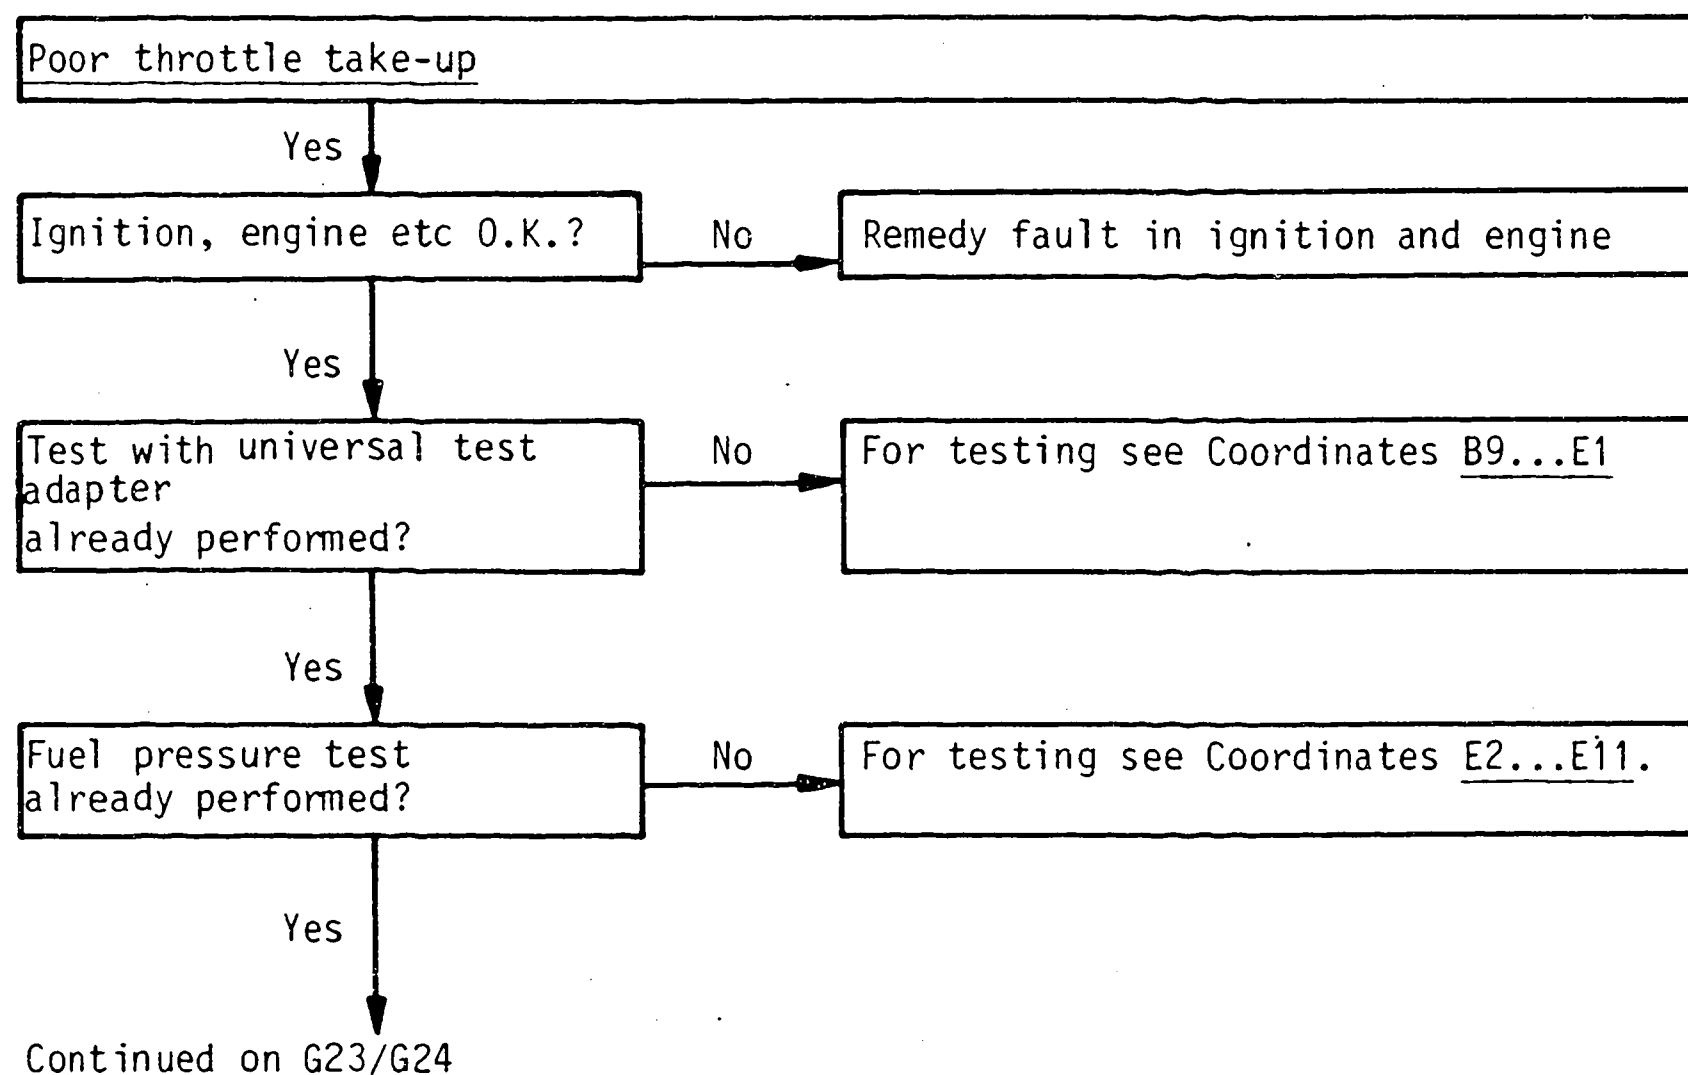 Poor throttle take-up
Yes
Ignition, engine etc O.K.?
No
Remedy fault in ignition and engine
Yes
Test with universal test
adapter
already performed?
No
For testing see Coordinates B9...E1
Yes
Fuel pressure test
already performed?
No
For testing see Coordinates E2...E11.
Yes
Continued on G23/G24